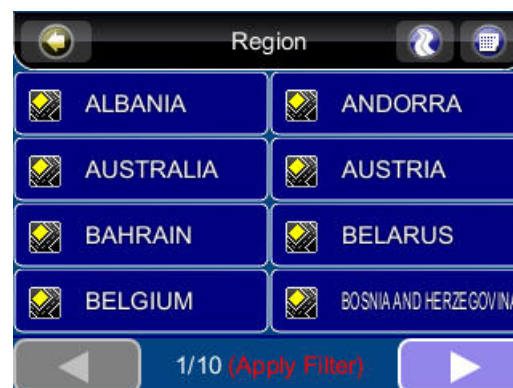 Region
ALBANIA
ANDORRA
AUSTRALIA
AUSTRIA
BAHRAIN
BELARUS
BELGIUM
BOSNIA AND HERZEGOVINA
1/10 (Apply Filter)